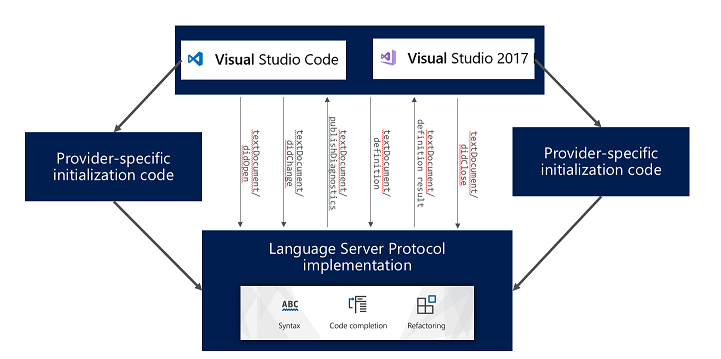 Visual Studio Code
Visual Studio 2017
Provider-specific
initialization code
textDocument/
didOpen
textDocument/
didChange
textDocument/
publishDiagnostics
textDocument/
definition
textDocument/
definition result
textDocument/
didClose
Provider-specific
initialization code
Language Server Protocol
implementation
ABC
Syntax
Code completion
Refactoring